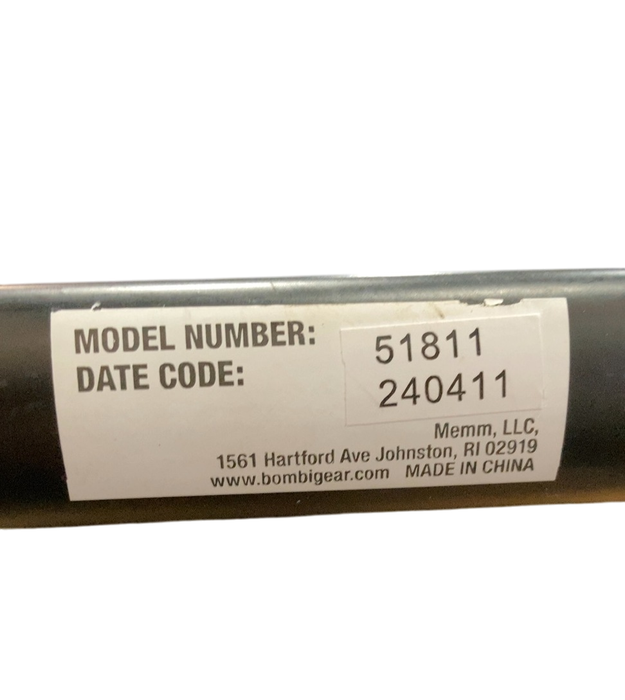 MODEL NUMBER: 51811
DATE CODE: 240411
Memm, LLC,
1561 Hartford Ave Johnston, RI 02919
www.bombigear.com MADE IN CHINA